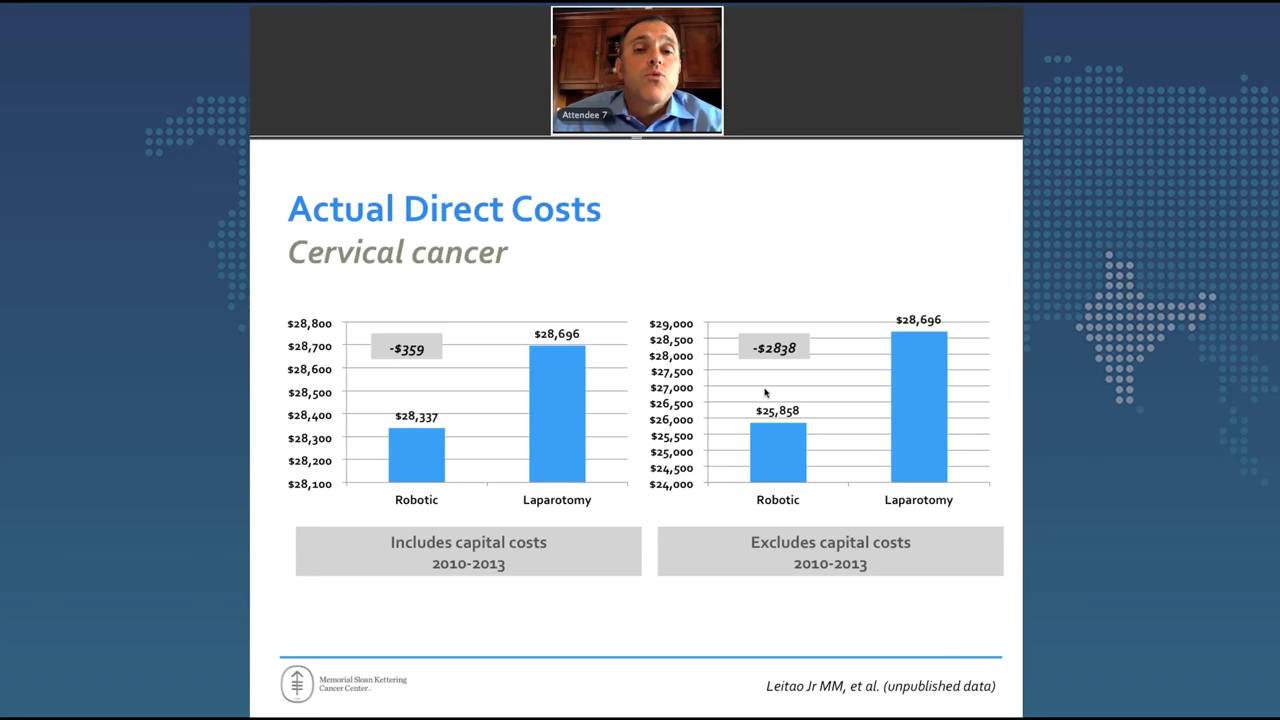 Attendee 7
Actual Direct Costs
Cervical cancer
$28,800
$28,700
$28,600
$28,500
$28,400
$28,300
$28,200
$28,100
-$359
$28,337
$28,696
Robotic
Laparotomy
Includes capital costs
2010-2013
$29,000
$28,500
$28,000
$27,500
$27,000
$26,500
$26,000
$25,500
$25,000
$24,500
$24,000
-$2838
$25,858
$28,696
Robotic
Laparotomy
Excludes capital costs
2010-2013
Memorial Sloan Kettering
Cancer Center
Leitao Jr MM, et al. (unpublished data)